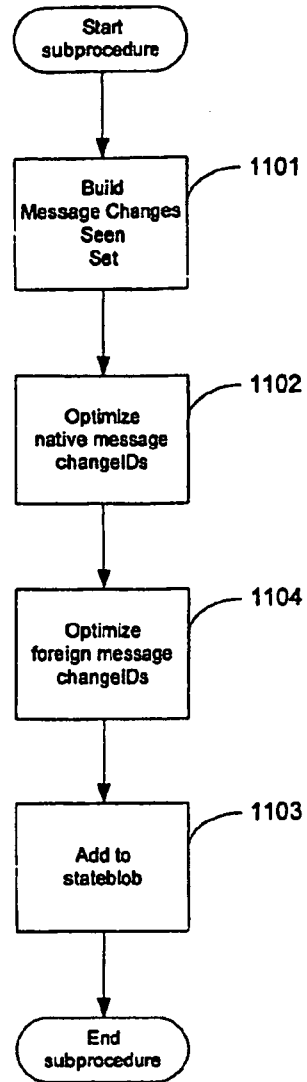 Start
subprocedure
1101
Build
Message Changes
Seen
Set
1102
Optimize
native message
changeIDs
1104
Optimize
foreign message
changeIDs
1103
Add to
stateblob
End
subprocedure